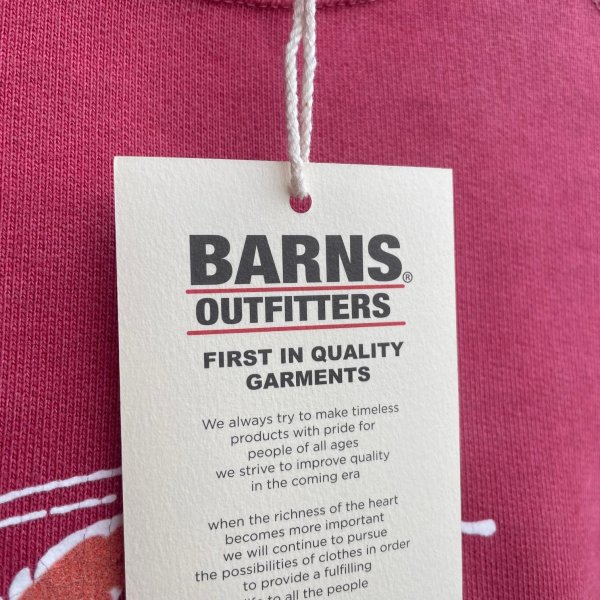 BARNS®
OUTFITTERS
FIRST IN QUALITY
GARMENTS
We always try to make timeless
products with pride for
people of all ages
we strive to improve quality
in the coming era
when the richness of the heart
becomes more important
we will continue to pursue
the possibilities of clothes in order
to provide a fulfilling
life to all the people